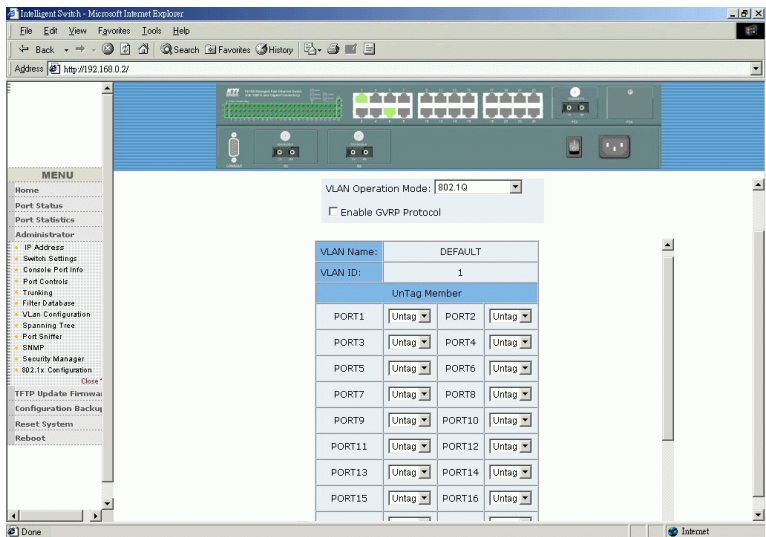 Intelligent Switch - Microsoft Internet Explorer
File Edit View Favorites Tools Help
Back Search Favorites History
Address http://192.168.0.2/
KTI
CONSOLE
MENU
Home
Port Status
Port Statistics
Administrator
IP Address
Switch Settings
Console Port Info
Port Controls
Trunking
Filter Database
VLan Configuration
Spanning Tree
Port Sniffer
SNMP
Security Manager
802.1x Configuration
Close
TFTP Update Firmwa
Configuration Backup
Reset System
Reboot
VLAN Operation Mode: 802.1Q
Enable GVRP Protocol
VLAN Name: DEFAULT
VLAN ID: 1
UnTag Member
PORT1 Untag PORT2 Untag
PORT3 Untag PORT4 Untag
PORT5 Untag PORT6 Untag
PORT7 Untag PORT8 Untag
PORT9 Untag PORT10 Untag
PORT11 Untag PORT12 Untag
PORT13 Untag PORT14 Untag
PORT15 Untag PORT16 Untag
Done Internet